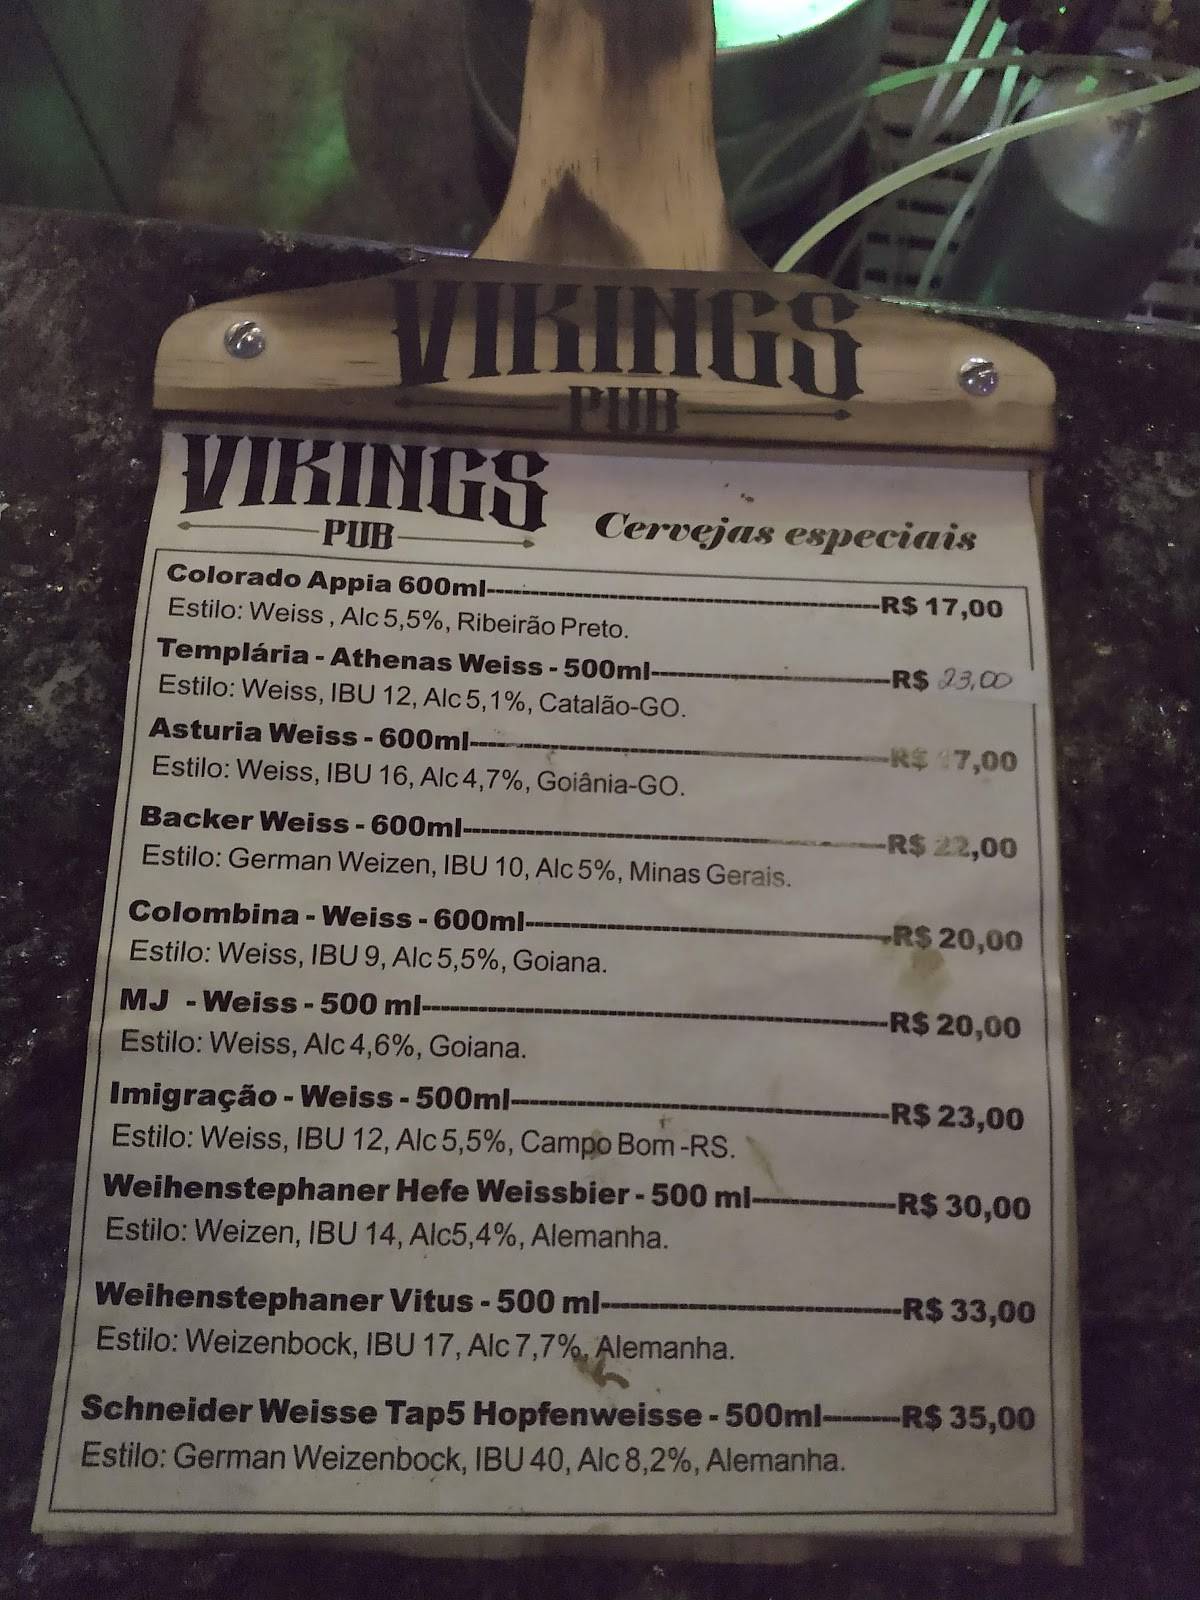 VIKINGS
PUB
VIKINGS
PUB
Cervejas especiais
Colorado Appia 600ml------R$ 17,00
Estilo: Weiss , Alc 5,5%, Ribeirão Preto.
Templária - Athenas Weiss - 500ml------R$ 23,00
Estilo: Weiss, IBU 12, Alc 5,1%, Catalão-GO.
Asturia Weiss - 600ml------R$ 17,00
Estilo: Weiss, IBU 16, Alc 4,7%, Goiânia-GO.
Backer Weiss - 600ml------R$ 22,00
Estilo: German Weizen, IBU 10, Alc 5%, Minas Gerais.
Colombina - Weiss - 600ml------R$ 20,00
Estilo: Weiss, IBU 9, Alc 5,5%, Goiana.
MJ - Weiss - 500 ml------R$ 20,00
Estilo: Weiss, Alc 4,6%, Goiana.
Imigração - Weiss - 500ml------R$ 23,00
Estilo: Weiss, IBU 12, Alc 5,5%, Campo Bom -RS.
Weihenstephaner Hefe Weissbier - 500 ml------R$ 30,00
Estilo: Weizen, IBU 14, Alc5,4%, Alemanha.
Weihenstephaner Vitus - 500 ml------R$ 33,00
Estilo: Weizenbock, IBU 17, Alc 7,7%, Alemanha.
Schneider Weisse Tap5 Hopfenweisse - 500ml------R$ 35,00
Estilo: German Weizenbock, IBU 40, Alc 8,2%, Alemanha.